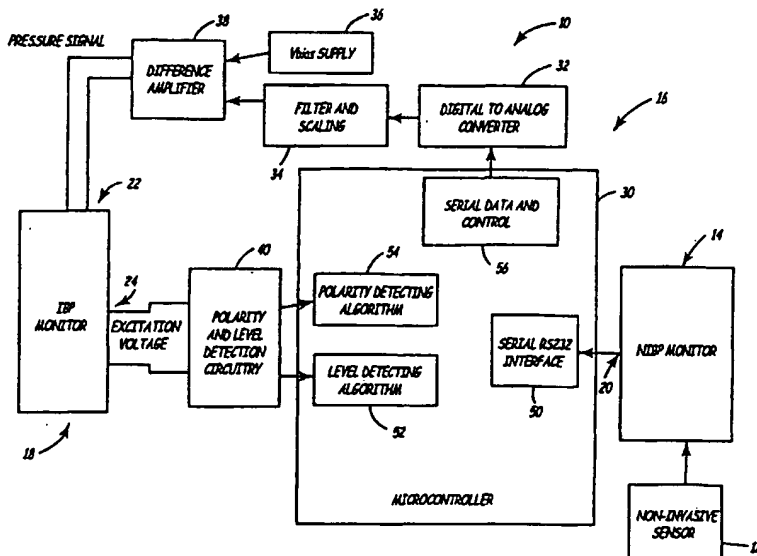 PRESSURE SIGNAL
38
DIFFERENCE
AMPLIFIER
36
Vbias SUPPLY
10
32
DIGITAL TO ANALOG
CONVERTER
16
FILTER AND
SCALING
34
30
SERIAL DATA AND
CONTROL
56
22
IBP
MONITOR
18
24
EXCITATION
VOLTAGE
40
POLARITY
AND LEVEL
DETECTION
CIRCUITRY
54
POLARITY DETECTING
ALGORITHM
LEVEL DETECTING
ALGORITHM
52
SERIAL RS232
INTERFACE
50
MICROCONTROLLER
14
NIBP MONITOR
20
NON-INVASIVE
SENSOR